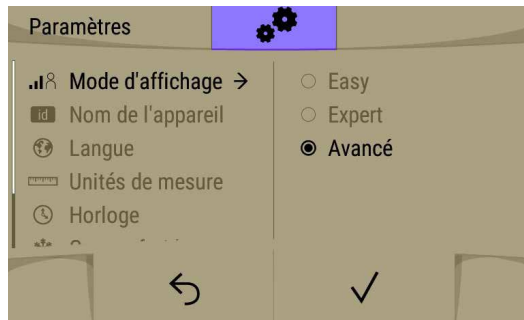 Paramètres
Mode d'affichage →
id Nom de l'appareil
Langue
Unités de mesure
Horloge
Easy
Expert
Avancé